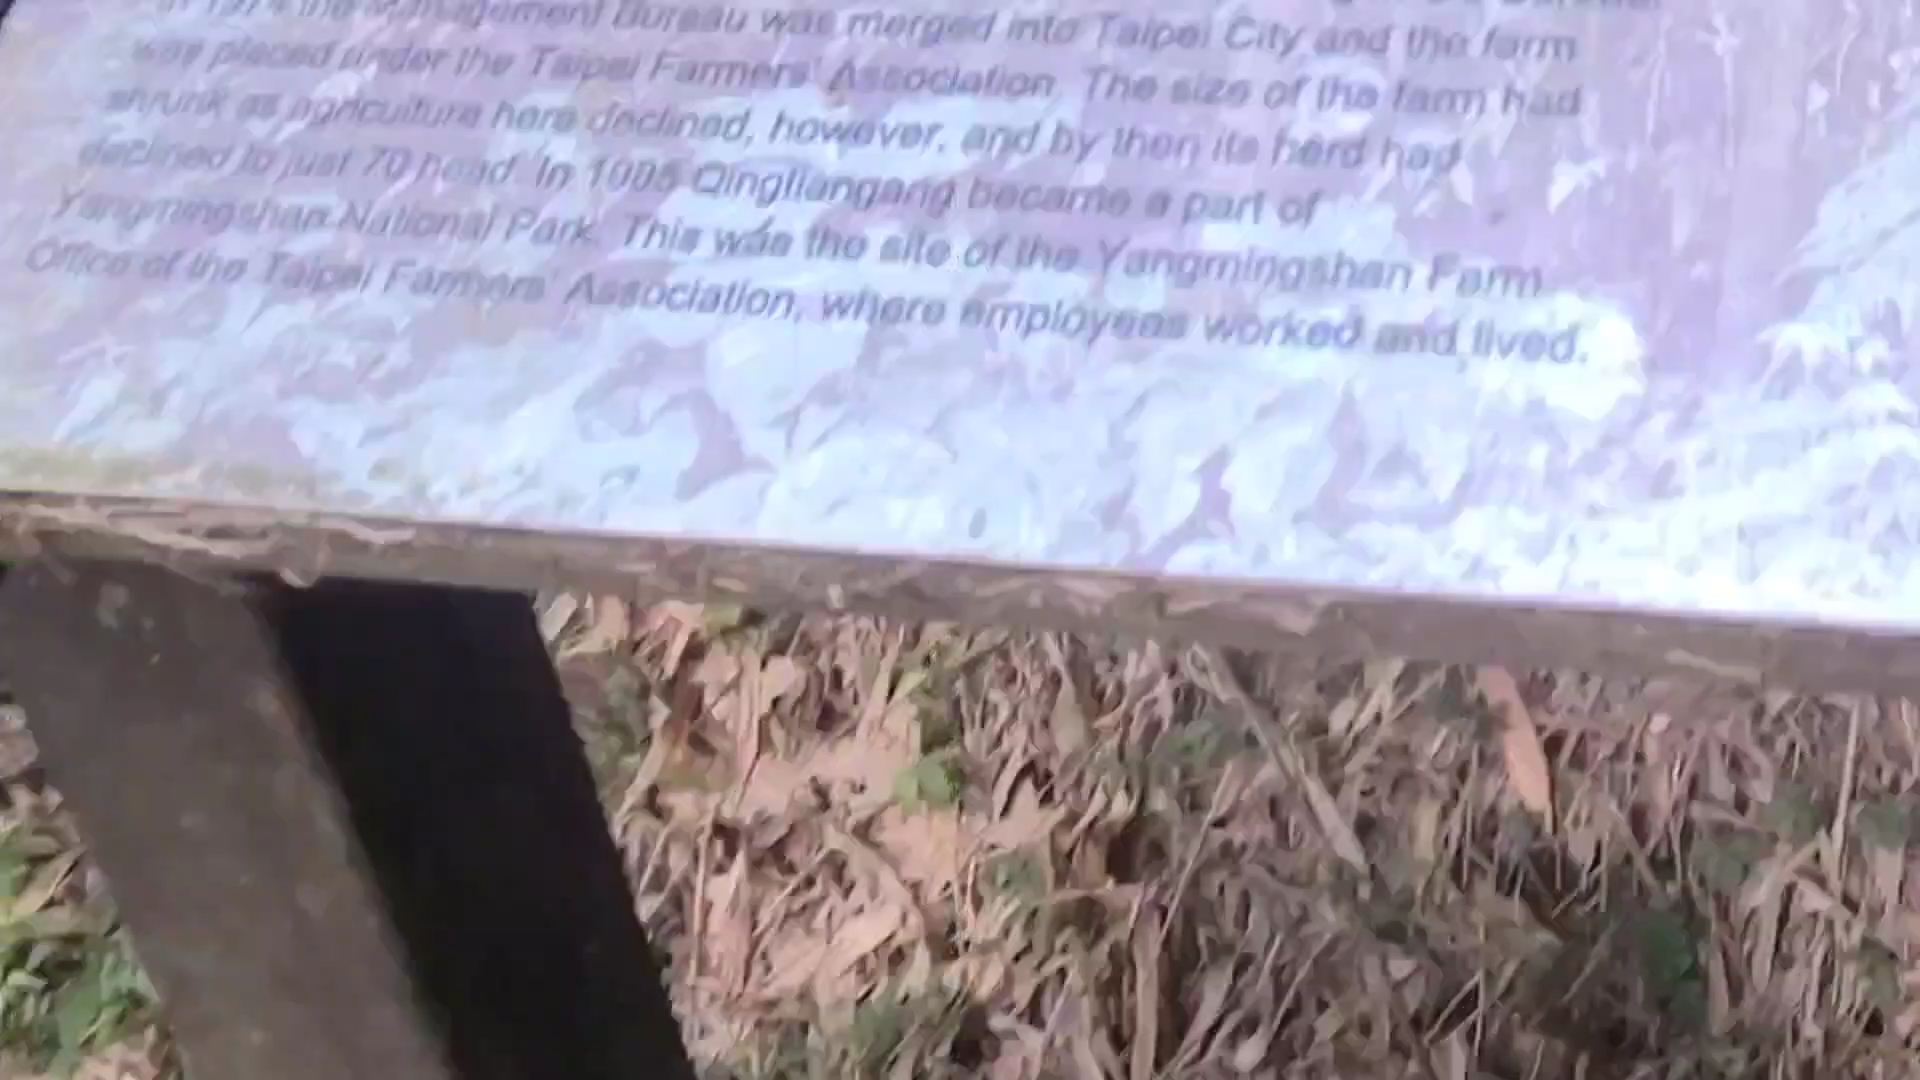 In 1974 the Management Bureau was merged into Taipei City and the farm
was placed under the Taipei Farmers' Association. The size of the farm had
shrunk as agriculture here declined, however, and by then its herd had
declined to just 70 head. In Qingtiangang became a part of
Yangmingshan National Park. This was the site of the Yangmingshan Farm
Office of the Taipei Farmers' Association, where employees worked and lived.